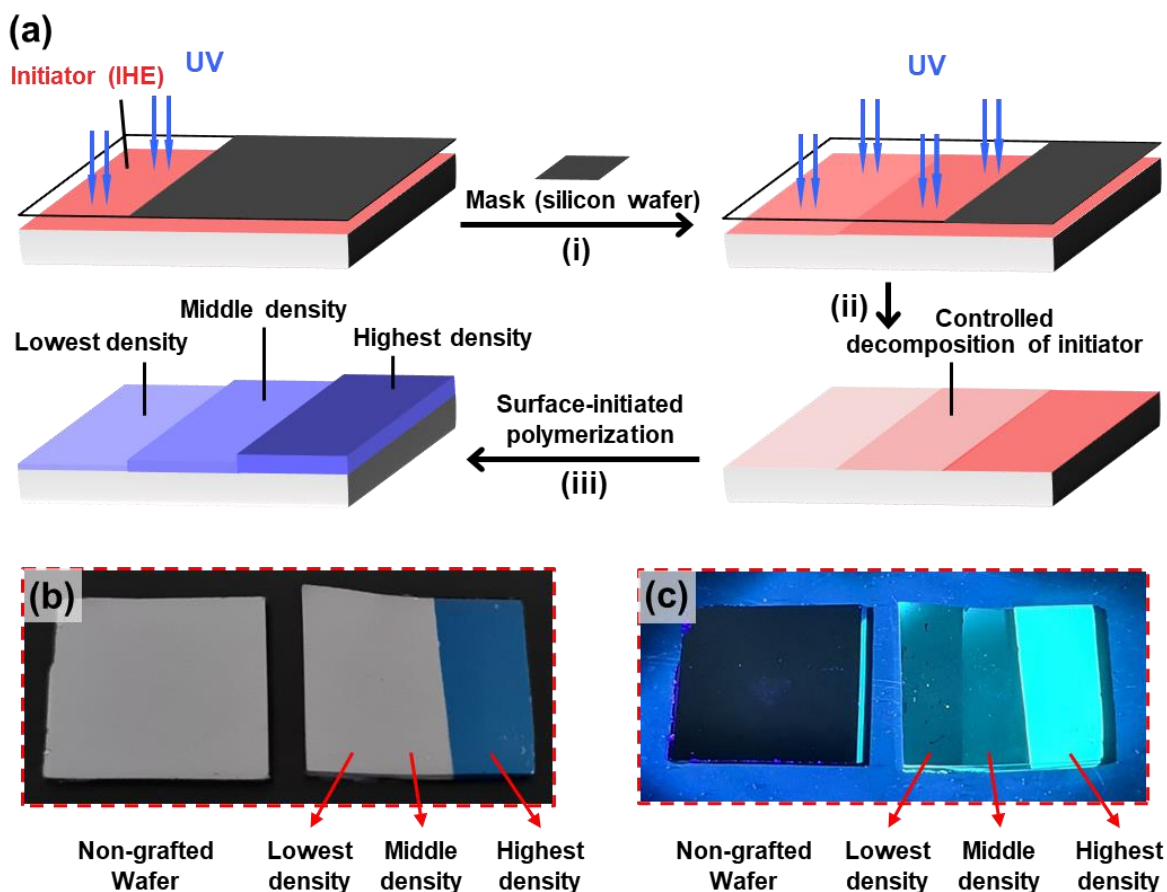 (a)
UV
Initiator (IHE)
UV
Mask (silicon wafer)
(i)
(ii)
Controlled
decomposition of initiator
Middle density
Lowest density
Highest density
Surface-initiated
polymerization
(iii)
(b)
Non-grafted
Wafer
Lowest
density
Middle
density
Highest
density
(c)
Non-grafted
Wafer
Lowest
density
Middle
density
Highest
density